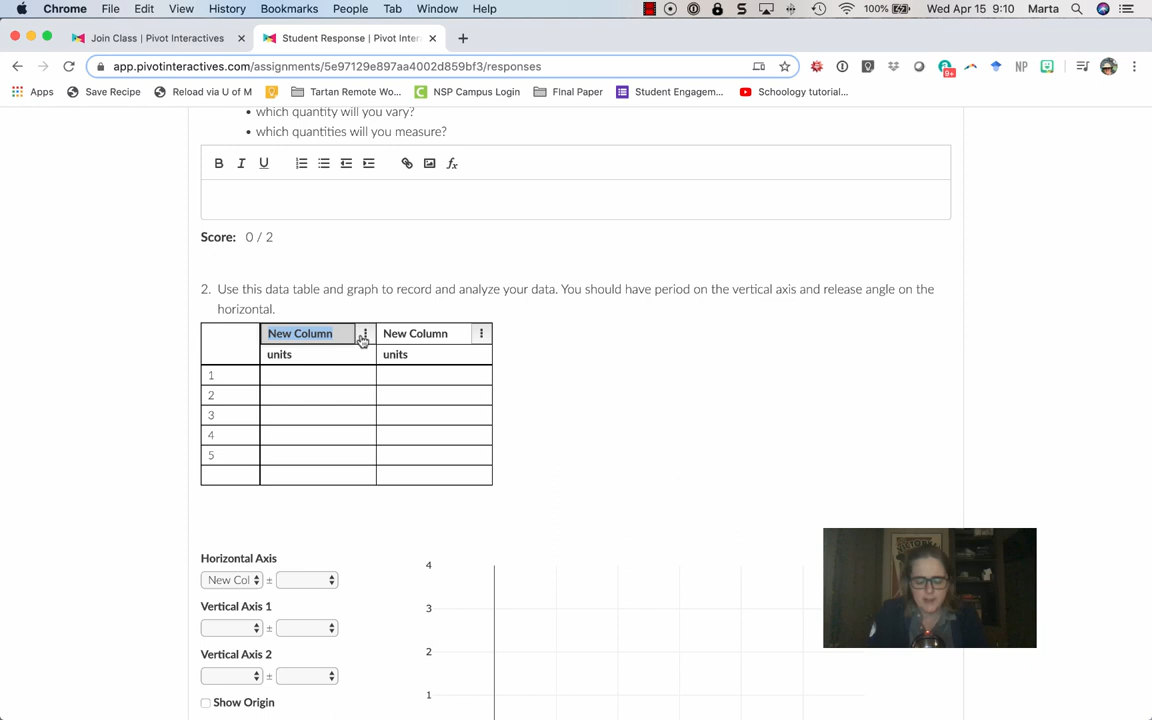 Chrome File Edit View History Bookmarks People Tab Window Help 100% Wed Apr 15 9:10 Marta
Join Class | Pivot Interactives Student Response | Pivot Inter
app.pivotinteractives.com/assignments/5e97129e897aa4002d859bf3/responses
9+ NP
Apps Save Recipe Reload via U of M Tartan Remote Wo... NSP Campus Login FInal Paper Student Engagem... Schoology tutorial...
• which quantity will you vary?
• which quantities will you measure?
B I U fx
Score: 0 / 2
2. Use this data table and graph to record and analyze your data. You should have period on the vertical axis and release angle on the
horizontal.
New Column New Column
units units
1
2
3
4
5
Horizontal Axis
New Col ±
Vertical Axis 1
±
Vertical Axis 2
±
Show Origin
4
3
2
1